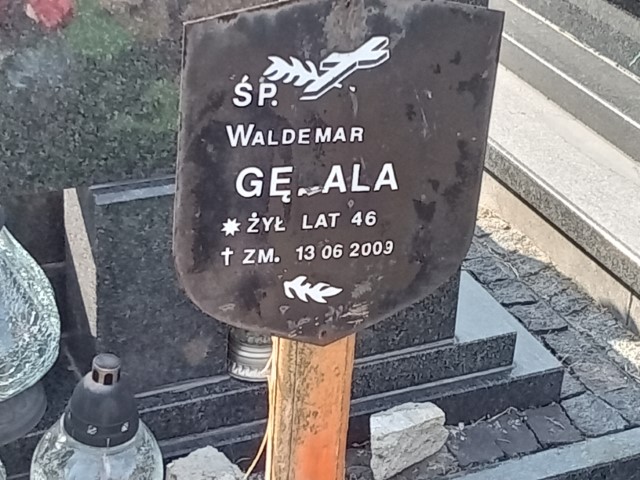 ŚP.
WALDEMAR
ŻYŁ LAT 46
ZM. 13 06 2009